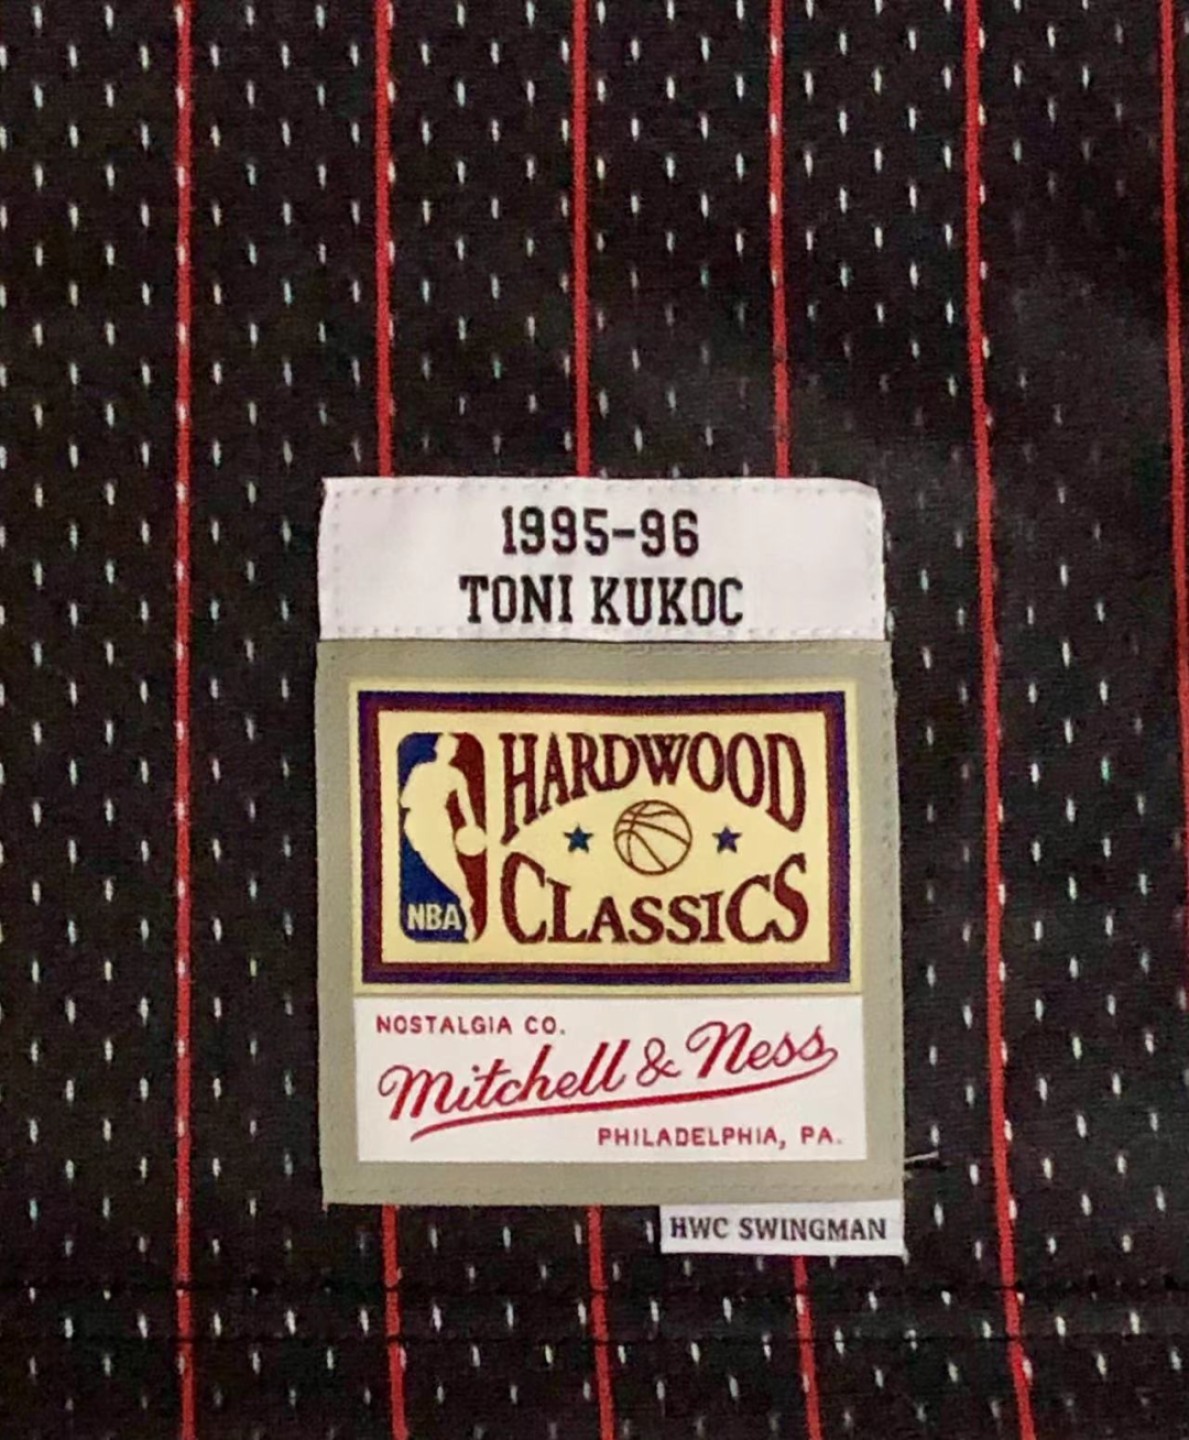 1995-96
TONI KUKOC
HARDWOOD
CLASSICS
NBA
NOSTALGIA CO.
Mitchell & Ness
PHILADELPHIA, PA.
HWC SWINGMAN